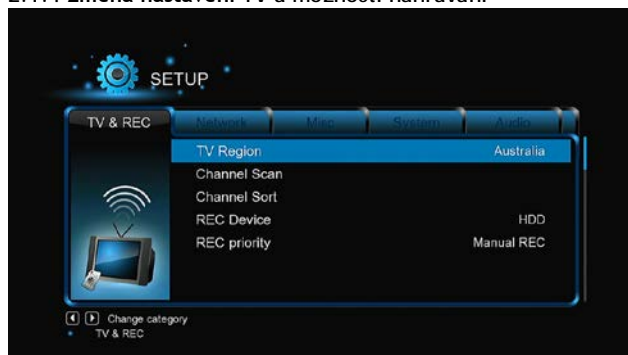 2.7.1 Změna nastavení TV a možnosti nahrávání
SETUP
TV & REC Network Misc System Audio
TV Region Australia
Channel Scan
Channel Sort
REC Device HDD
REC priority Manual REC
Change category
TV & REC